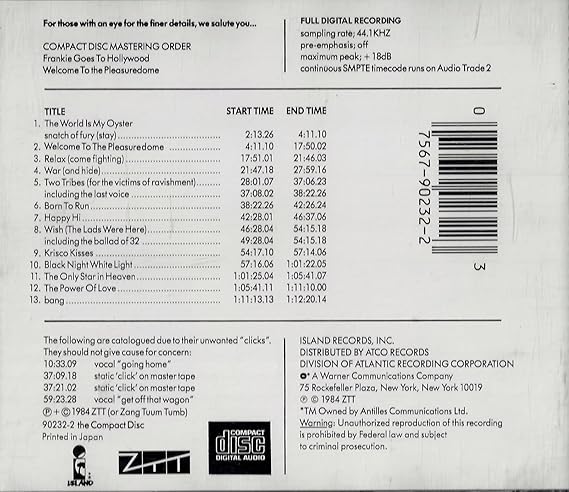 For those with an eye for the finer details, we salute you...
COMPACT DISC MASTERING ORDER
Frankie Goes To Hollywood
Welcome To the Pleasuredome
FULL DIGITAL RECORDING
sampling rate; 44.1KHZ
pre-emphasis; off
maximum peak; + 18dB
continuous SMPTE timecode runs on Audio Trade 2
TITLE START TIME END TIME
1. The World Is My Oyster
snatch of fury (stay) 2:13.26 4:11.10
2. Welcome To The Pleasuredome 4:11.10 17:50.02
3. Relax (come fighting) 17:51.01 21:46.03
4. War (and hide) 21:47.18 27:59.16
5. Two Tribes (for the victims of ravishment) 28:01.07 37:06.23
including the last voice 37:08.02 38:22.26
6. Born To Run 38:22.26 42:26.24
7. Happy Hi 42:28.01 46:37.06
8. Wish (The Lads Were Here) 46:28.04 54:15.18
including the ballad of 32 49:28.04 54:15.18
9. Krisco Kisses 54:17.10 57:14.06
10. Black Night White Light 57:16.06 1:01:22.05
11. The Only Star in Heaven 1:01:25.04 1:05:41.07
12. The Power Of Love 1:05:41.11 1:11:10.00
13. bang 1:11:13.13 1:12:20.14
0 7567-90232-2 3
The following are catalogued due to their unwanted "clicks".
They should not give cause for concern:
10:33.09 vocal "going home"
37:09.18 static 'click' on master tape
37:21.02 static 'click' on master tape
59:23.28 vocal "get off that wagon"
Ⓟ + © 1984 ZTT (or Zang Tuum Tumb)
90232-2 the Compact Disc
Printed in Japan
ISLAND
ZTT
COMPACT
disc
DIGITAL AUDIO
ISLAND RECORDS, INC.
DISTRIBUTED BY ATCO RECORDS
DIVISION OF ATLANTIC RECORDING CORPORATION
* A Warner Communications Company
75 Rockefeller Plaza, New York, New York 10019
Ⓟ © 1984 ZTT
*TM Owned by Antilles Communications Ltd.
Warning: Unauthorized reproduction of this recording
is prohibited by Federal law and subject
to criminal prosecution.